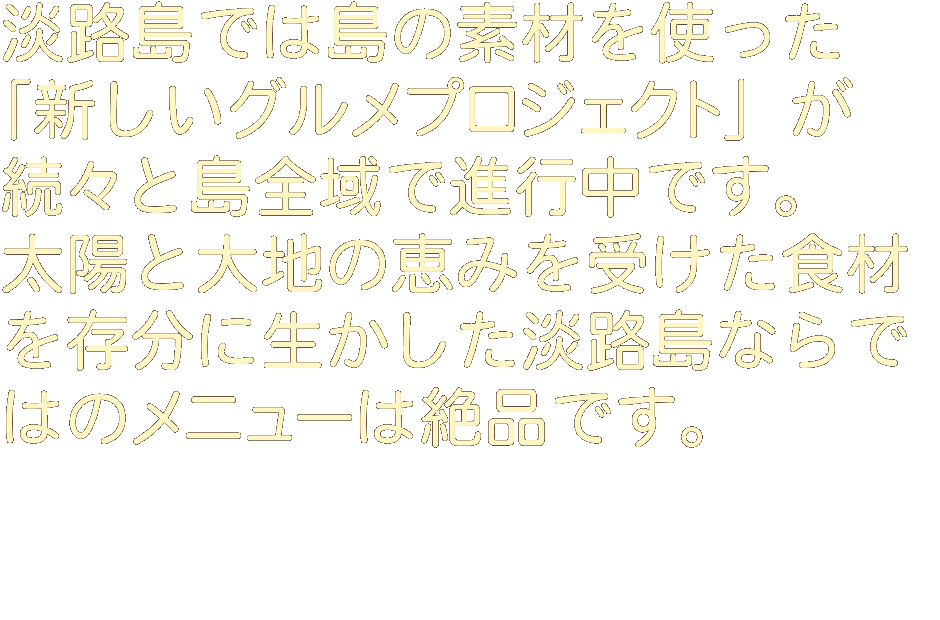 淡路島では島の素材を使った
「新しいグルメプロジェクト」が
続々と島全域で進行中です。
太陽と大地の恵みを受けた食材
を存分に生かした淡路島ならで
はのメニューは絶品です。